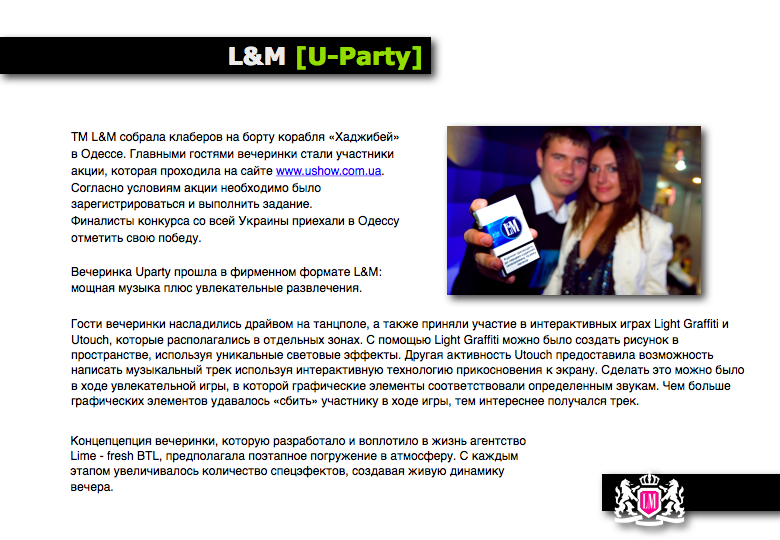 L&M [U-Party]
ТМ L&M собрала клаберов на борту корабля «Хаджибей»
в Одессе. Главными гостями вечеринки стали участники
акции, которая проходила на сайте www.ushow.com.ua.
Согласно условиям акции необходимо было
зарегистрироваться и выполнить задание.
Финалисты конкурса со всей Украины приехали в Одессу
отметить свою победу.
Вечеринка Uparty прошла в фирменном формате L&M:
мощная музыка плюс увлекательные развлечения.
L&M
Гости вечеринки насладились драйвом на танцполе, а также приняли участие в интерактивных играх Light Graffiti и
Utouch, которые располагались в отдельных зонах. С помощью Light Graffiti можно было создать рисунок в
пространстве, используя уникальные световые эффекты. Другая активность Utouch предоставила возможность
написать музыкальный трек используя интерактивную технологию прикосновения к экрану. Сделать это можно было
в ходе увлекательной игры, в которой графические элементы соответствовали определенным звукам. Чем больше
графических элементов удавалось «сбить» участнику в ходе игры, тем интереснее получался трек.
Концепцепция вечеринки, которую разработало и воплотило в жизнь агентство
Lime - fresh BTL, предполагала поэтапное погружение в атмосферу. С каждым
этапом увеличивалось количество спецэфектов, создавая живую динамику
вечера.
LM